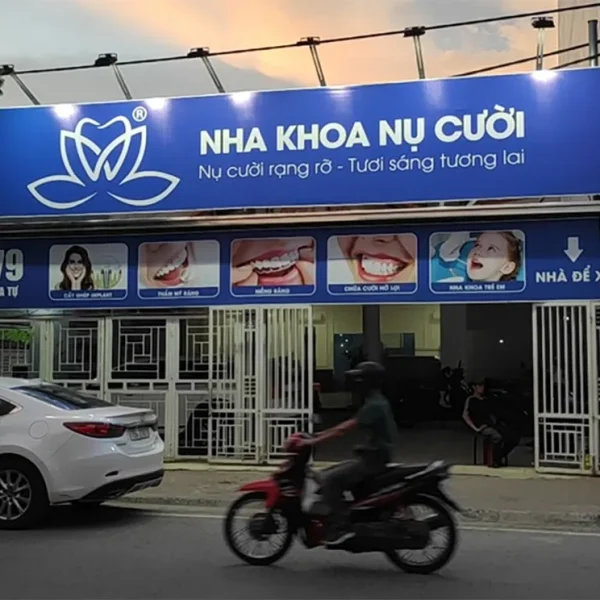 ®
NHA KHOA NỤ CƯỜI
Nụ cười rạng rỡ - Tươi sáng tương lai
79
A TỰ
CẤY GHÉP IMPLANT
THẨM MỸ RĂNG
NIỀNG RĂNG
CHỮA CƯỜI HỞ LỢI
NHA KHOA TRẺ EM
NHÀ ĐỂ X